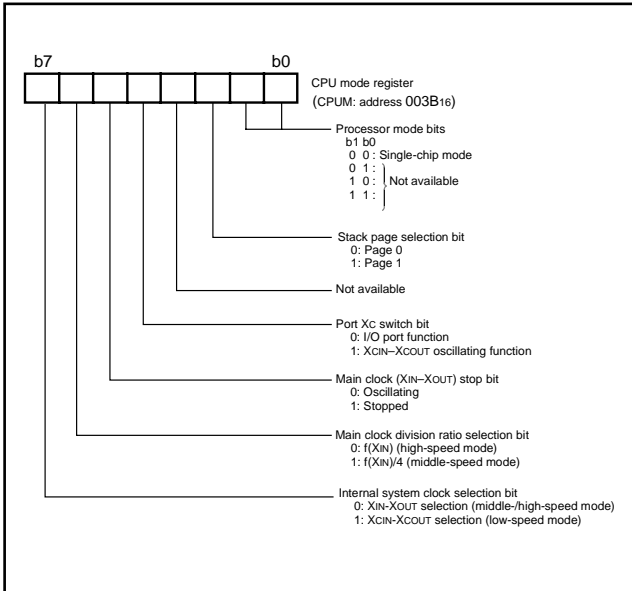 b7 b0
CPU mode register
(CPUM: address 003B16)
Processor mode bits
b1 b0
0 0 : Single-chip mode
0 1 :
1 0 : Not available
1 1 :
Stack page selection bit
0: Page 0
1: Page 1
Not available
Port XC switch bit
0: I/O port function
1: XCIN–XCOUT oscillating function
Main clock (XIN–XOUT) stop bit
0: Oscillating
1: Stopped
Main clock division ratio selection bit
0: f(XIN) (high-speed mode)
1: f(XIN)/4 (middle-speed mode)
Internal system clock selection bit
0: XIN-XOUT selection (middle-/high-speed mode)
1: XCIN-XCOUT selection (low-speed mode)